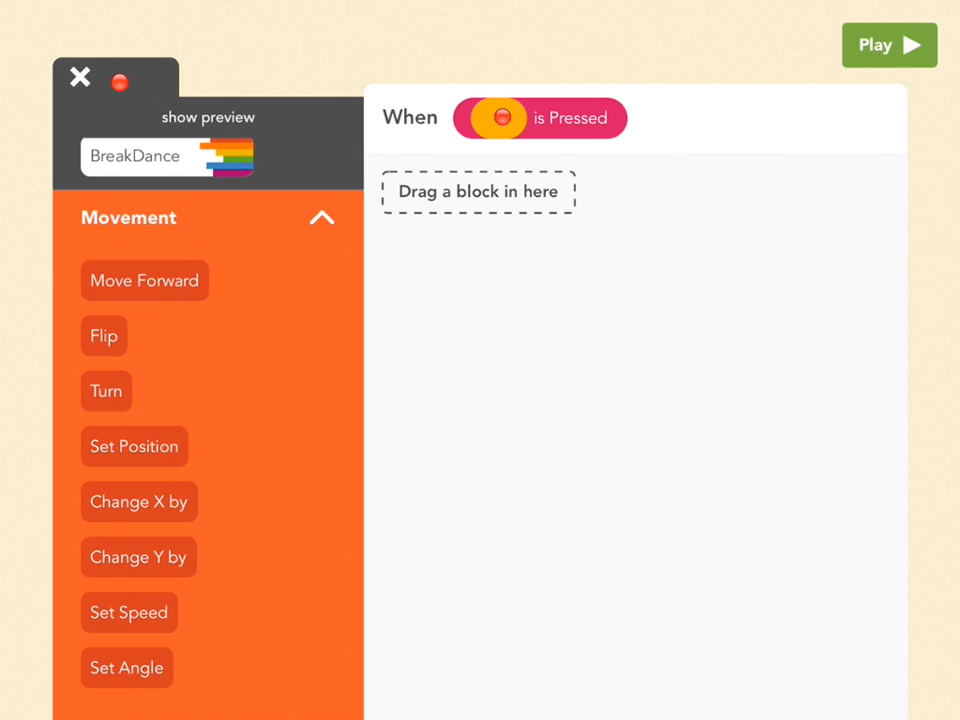 Play
show preview
BreakDance
When is Pressed
Drag a block in here
Movement
Move Forward
Flip
Turn
Set Position
Change X by
Change Y by
Set Speed
Set Angle